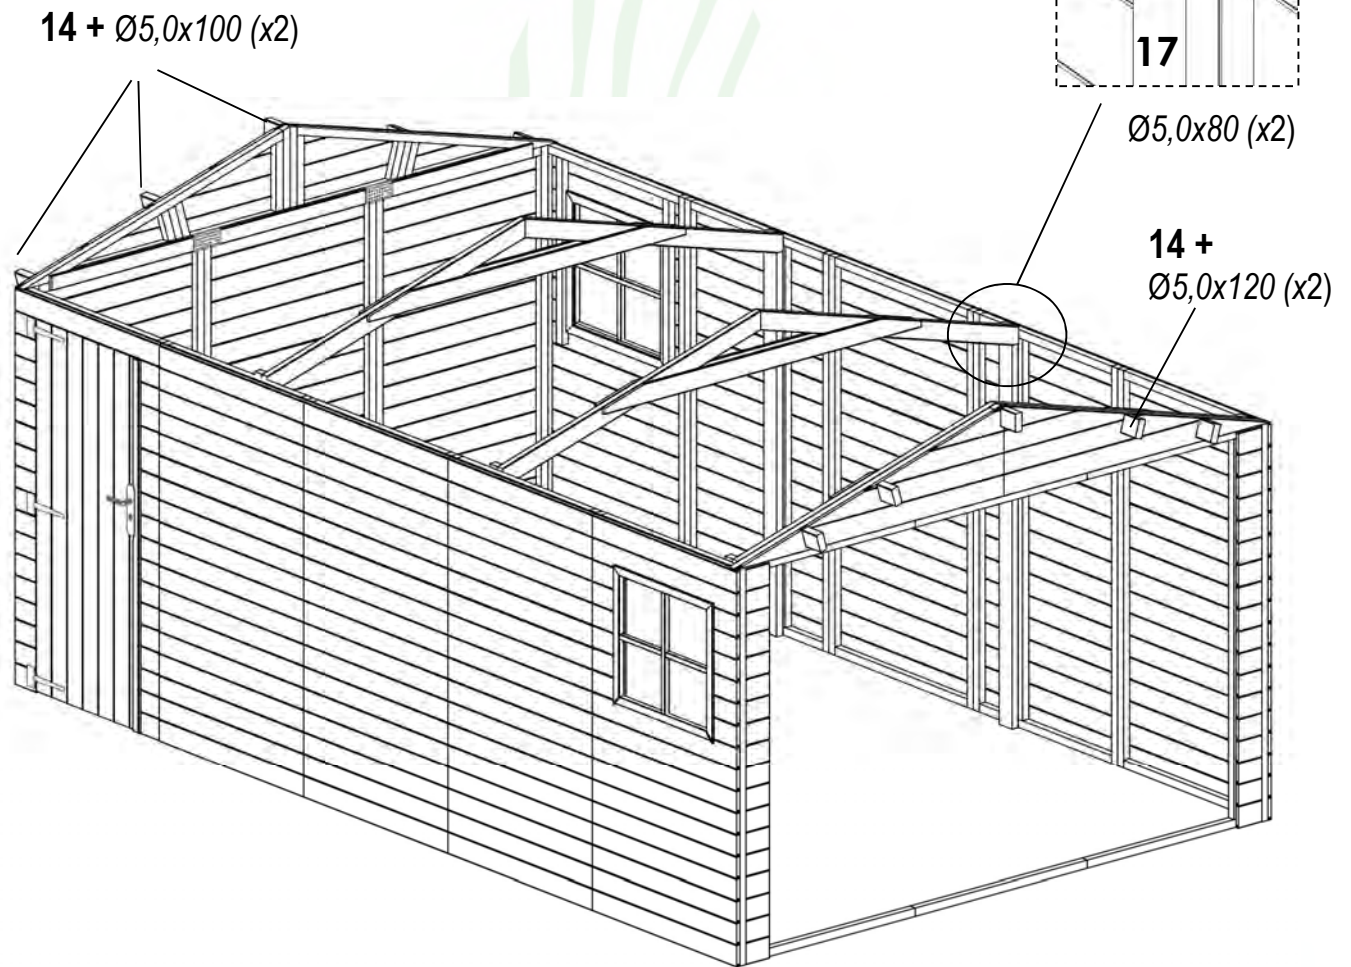 14 + Ø5,0x100 (x2)
17
Ø5,0x80 (x2)
14 +
Ø5,0x120 (x2)